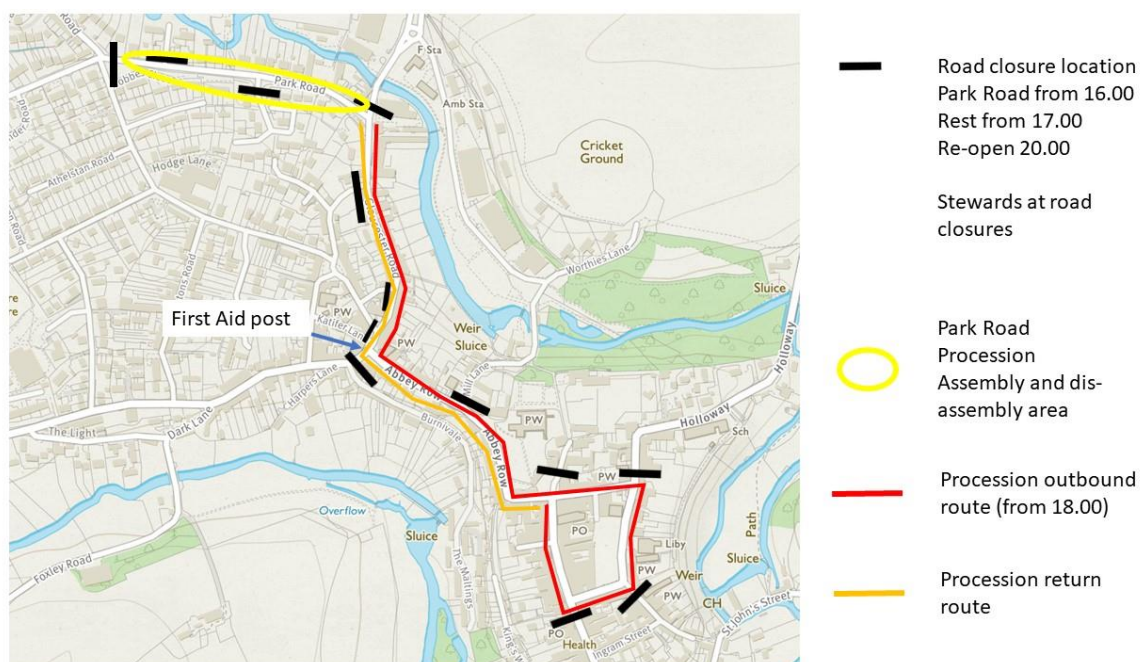 Road
F Sta
Park Road
Amb Sta
Cricket
Ground
Athelstan Road
Hodge Lane
Gloucester Road
Worthies Lane
Sluice
First Aid post
PW
Katifer Lane
PW
Weir
Sluice
Mill Lane
Holloway
Abbey Row
Harpers Lane
Dark Lane
The Light
Burnivale
PW
Abbey Row
Holloway
Sch
PW
Overflow
Sluice
PO
Path
Liby
Sluice
Foxley Road
The Maltings
PW
Weir
CH
St John's Street
PO
Ingram Street
Health
Road closure location
Park Road from 16.00
Rest from 17.00
Re-open 20.00
Stewards at road
closures
Park Road
Procession
Assembly and dis-
assembly area
Procession outbound
route (from 18.00)
Procession return
route